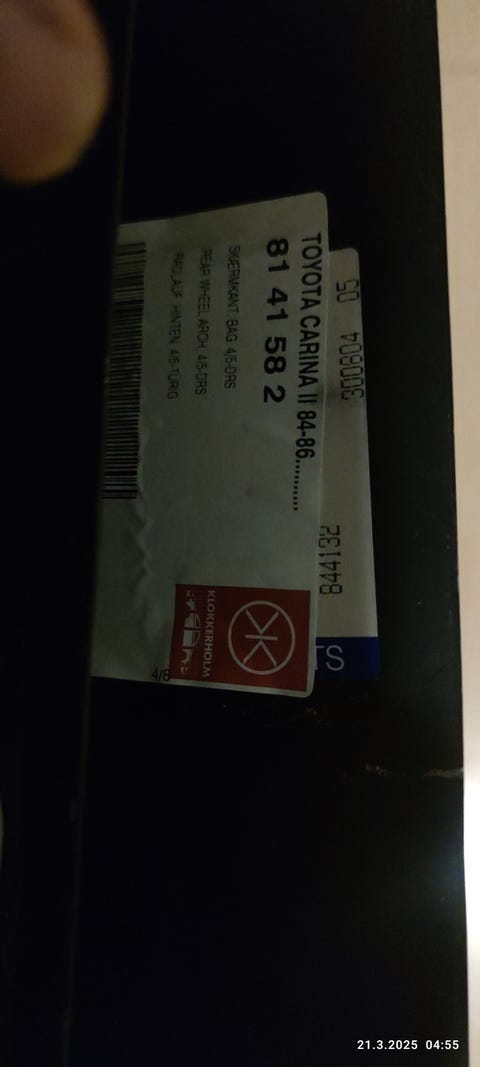 TOYOTA CARINA II 84-86..........
81 41 58 2
SKÆRMKANT, BAG 4/5-DRS
REAR WHEEL ARCH, 4/5-DRS
RADLAUF HINTEN 4/5-TÜRIG
KLOKKERHOLM
4/8
300804 05
844132
TS
21.3.2025 04:55